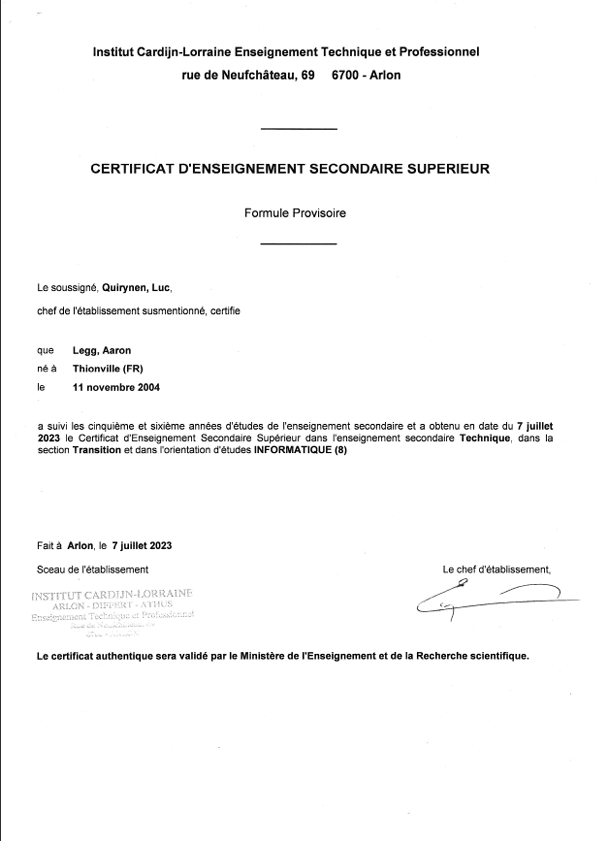 Institut Cardijn-Lorraine Enseignement Technique et Professionnel
rue de Neufchâteau, 69 6700 - Arlon
CERTIFICAT D'ENSEIGNEMENT SECONDAIRE SUPERIEUR
Formule Provisoire
Le soussigné, Quirynen, Luc,
chef de l'établissement susmentionné, certifie
que Legg, Aaron
né à Thionville (FR)
le 11 novembre 2004
a suivi les cinquième et sixième années d'études de l'enseignement secondaire et a obtenu en date du 7 juillet
2023 le Certificat d'Enseignement Secondaire Supérieur dans l'enseignement secondaire Technique, dans la
section Transition et dans l'orientation d'études INFORMATIQUE (8)
Fait à Arlon, le 7 juillet 2023
Sceau de l'établissement
Le chef d'établissement,
INSTITUT CARDIJN-LORRAINE
ARLON - DIFFERT - ATHUS
Enseignement Technique et Professionnel
Le certificat authentique sera validé par le Ministère de l'Enseignement et de la Recherche scientifique.